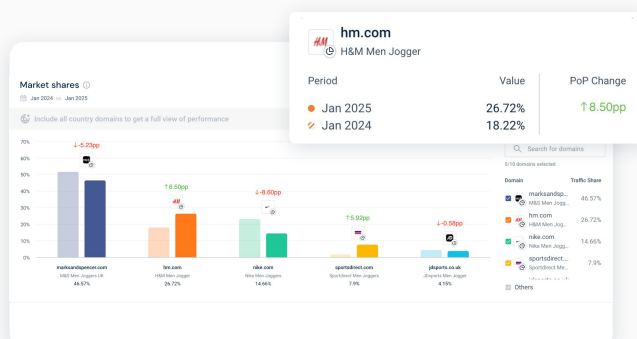 hm.com
H&M Men Jogger
Period Value PoP Change
Jan 2025 26.72% ↑8.50pp
Jan 2024 18.22%
Market shares
Jan 2024 vs Jan 2025
Include all country domains to get a full view of performance
70%
60%
50%
40%
30%
20%
10%
0%
↓-5.23pp
↑8.50pp
↓-8.60pp
↑5.92pp
↓-0.58pp
marksandspencer.com
M&S Men Joggers UK
46.57%
hm.com
H&M Men Jogger
26.72%
nike.com
Nike Men Joggers
14.66%
sportsdirect.com
Sportdirect Men Joggers
7.9%
jdsports.co.uk
JDsports Men Jogger
4.15%
Search for domains
5/10 domains selected
Domain Traffic Share
marksandsp...
M&S Men Jogg... 46.57%
hm.com
H&M Men Jog... 26.72%
nike.com
Nike Men Jogg... 14.66%
sportsdirect....
Sportdirect Me... 7.9%
Others